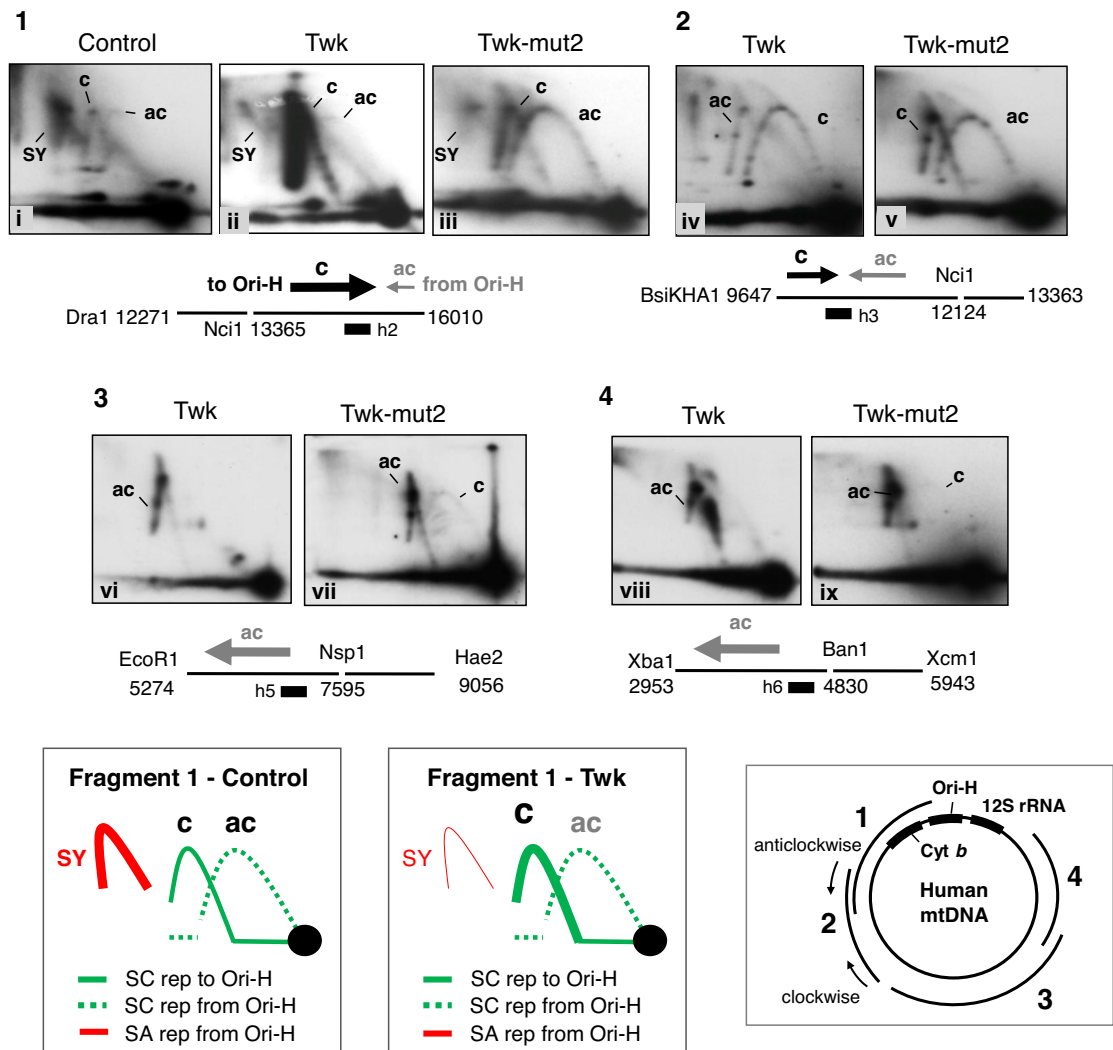 1
Control
Twk
Twk-mut2
c
ac
SY
i
c
ac
SY
ii
c
ac
SY
iii
to Ori-H
c
ac
from Ori-H
Dra1 12271
Nci1 13365
16010
h2
2
Twk
Twk-mut2
ac
c
iv
c
ac
v
c
ac
Nci1
BsiKHA1 9647
12124
13363
h3
3
Twk
Twk-mut2
ac
vi
ac
c
vii
ac
EcoR1
Nsp1
Hae2
5274
h5
7595
9056
4
Twk
Twk-mut2
ac
viii
ac
c
ix
ac
Xba1
Ban1
Xcm1
2953
h6
4830
5943
Fragment 1 - Control
c
ac
SY
SC rep to Ori-H
SC rep from Ori-H
SA rep from Ori-H
Fragment 1 - Twk
c
ac
SY
SC rep to Ori-H
SC rep from Ori-H
SA rep from Ori-H
Ori-H
12S rRNA
1
anticlockwise
Cyt b
4
Human
mtDNA
2
clockwise
3